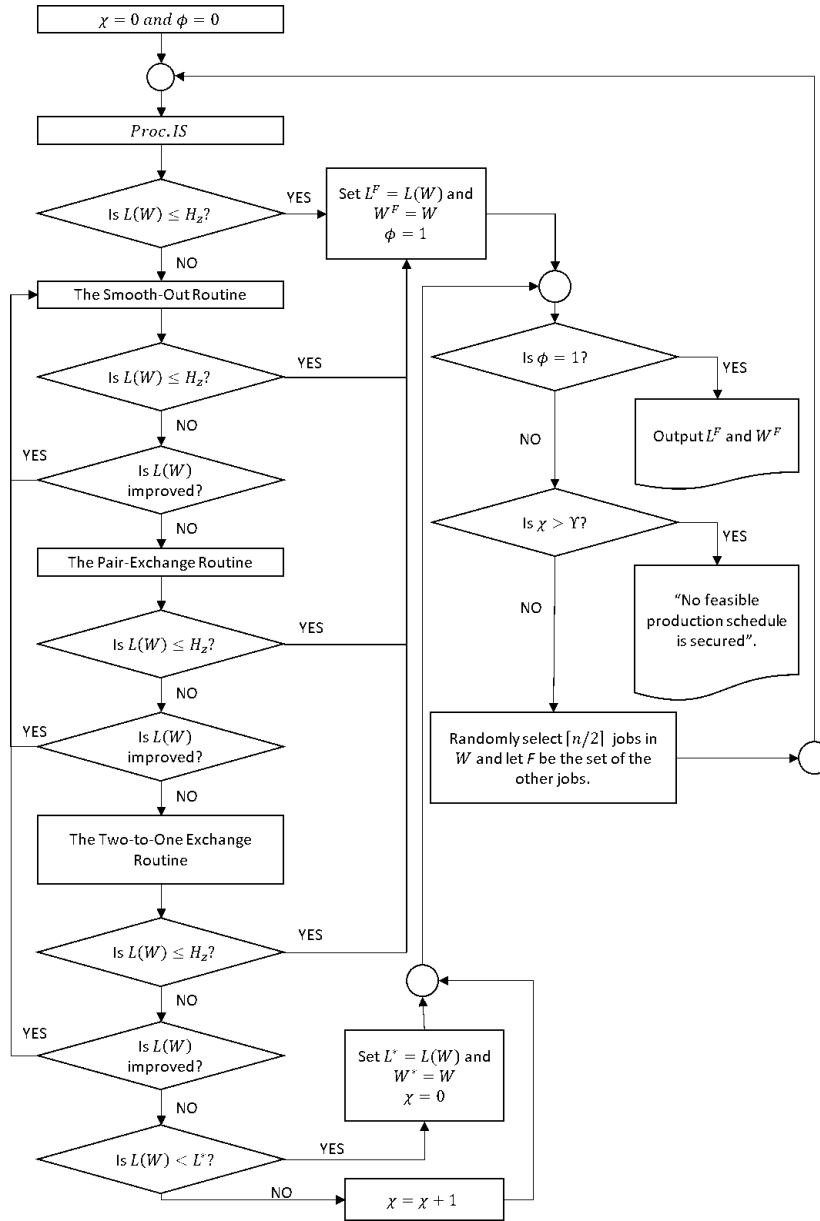 χ = 0 and ϕ = 0
Proc.IS
Is L(W) ≤ H_z?
YES
NO
Set L^F = L(W) and
W^F = W
ϕ = 1
The Smooth-Out Routine
Is L(W) ≤ H_z?
YES
NO
Is L(W)
improved?
YES
NO
The Pair-Exchange Routine
Is L(W) ≤ H_z?
YES
NO
Is L(W)
improved?
YES
NO
The Two-to-One Exchange
Routine
Is L(W) ≤ H_z?
YES
NO
Is L(W)
improved?
YES
NO
Is L(W) < L*?
YES
NO
Set L* = L(W) and
W* = W
χ = 0
χ = χ + 1
Is ϕ = 1?
YES
NO
Output L^F and W^F
Is χ > ϒ?
YES
NO
“No feasible
production schedule
is secured”.
Randomly select ⌈n/2⌉ jobs in
W and let F be the set of the
other jobs.